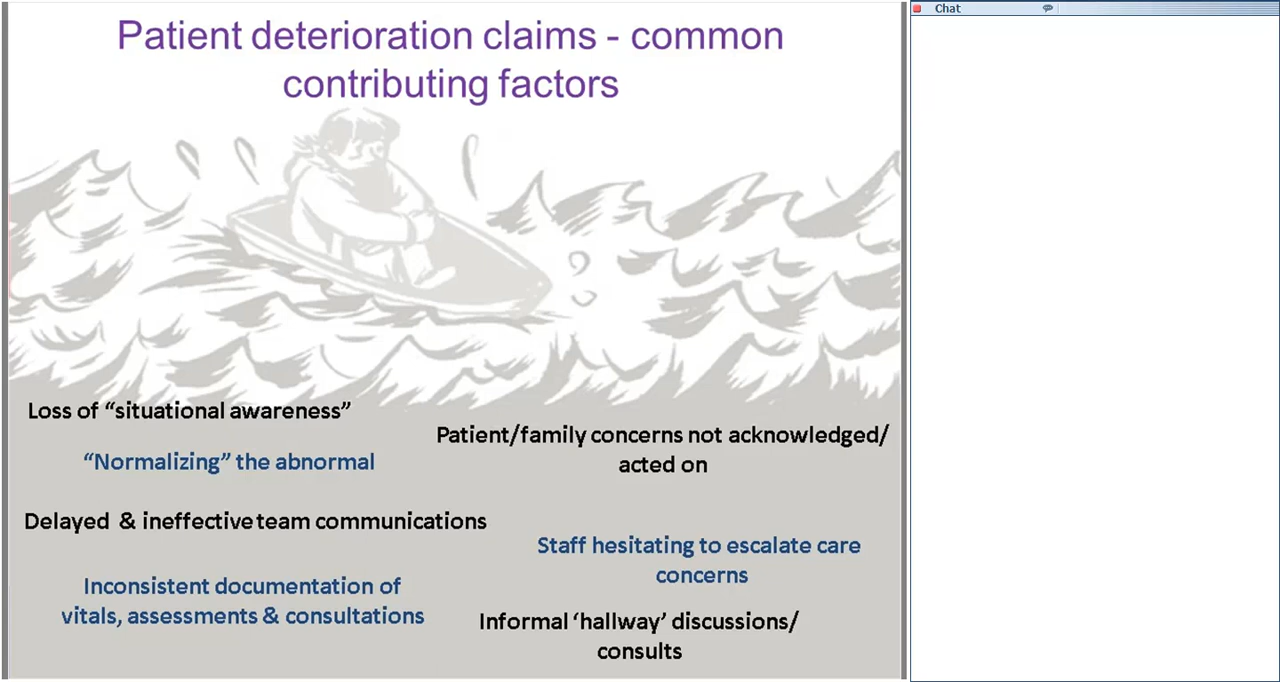 Patient deterioration claims - common
contributing factors
Loss of “situational awareness”
“Normalizing” the abnormal
Delayed & ineffective team communications
Inconsistent documentation of
vitals, assessments & consultations
Patient/family concerns not acknowledged/
acted on
Staff hesitating to escalate care
concerns
Informal ‘hallway’ discussions/
consults
Chat